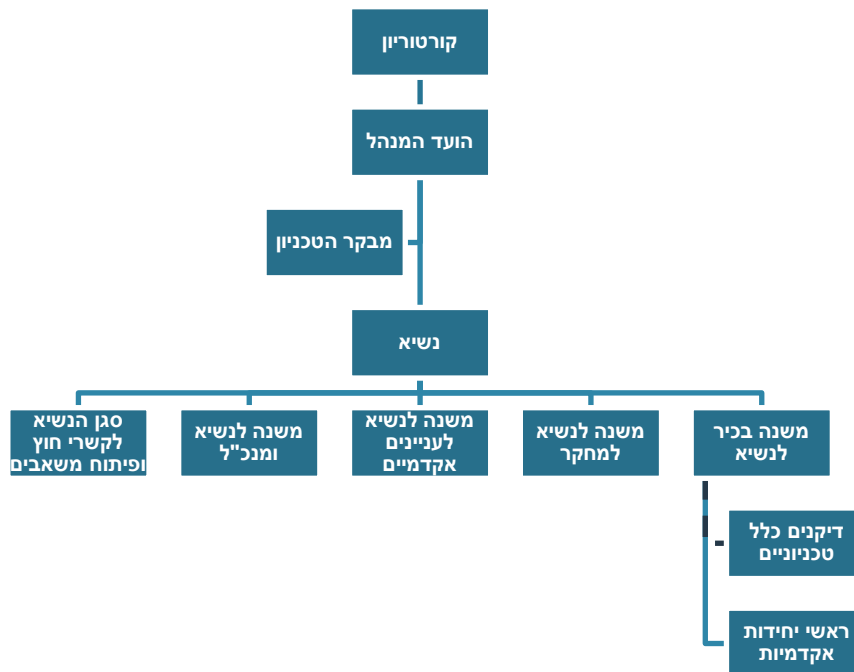 קורטוריון
הועד המנהל
מבקר הטכניון
נשיא
משנה בכיר
לנשיא
משנה לנשיא
למחקר
משנה לנשיא
לעניינים
אקדמיים
משנה לנשיא
ומנכ"ל
סגן הנשיא
לקשרי חוץ
ופיתוח משאבים
דיקנים כלל
טכניוניים
ראשי יחידות
אקדמיות